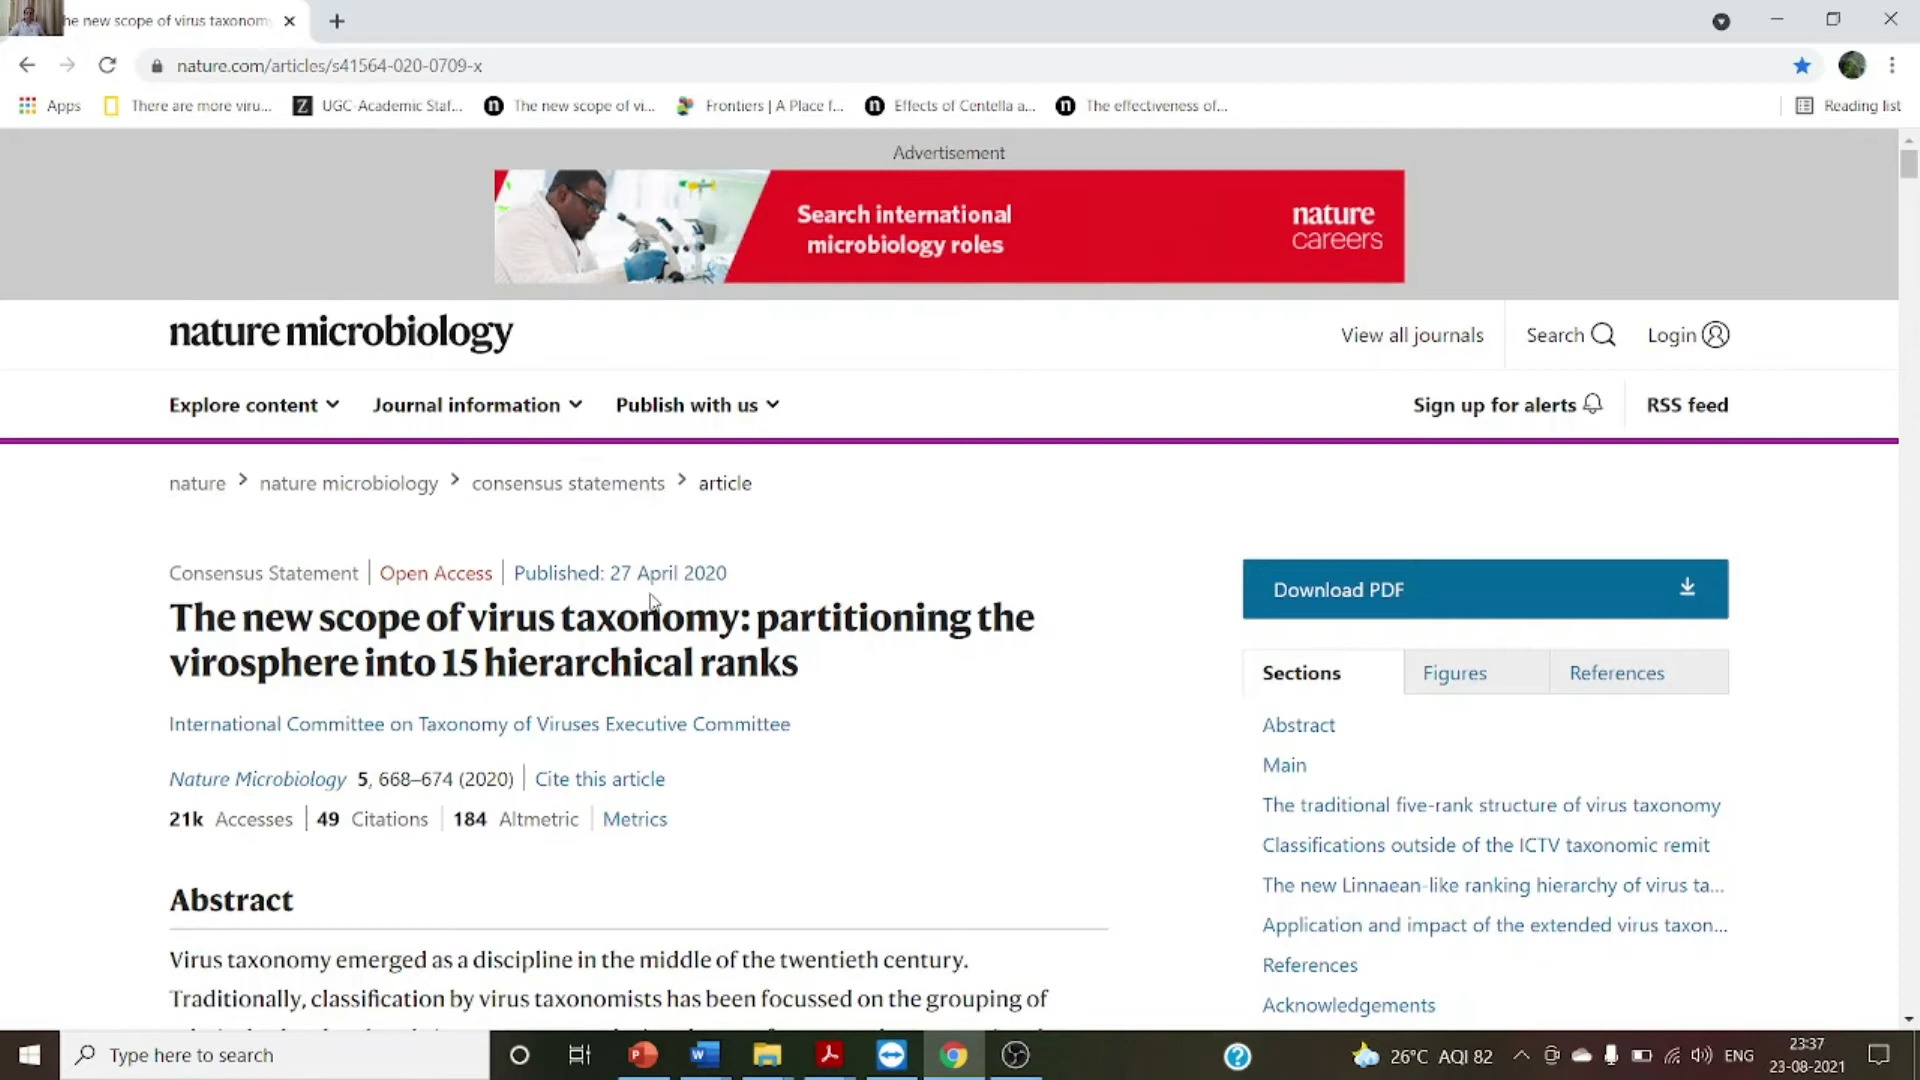 he new scope of virus taxonom
nature.com/articles/s41564-020-0709-x
Apps
There are more viru...
UGC-Academic Staf...
The new scope of vi...
Frontiers | A Place f...
Effects of Centella a...
The effectiveness of...
Reading list
Advertisement
Search international
microbiology roles
nature
careers
nature microbiology
View all journals
Search
Login
Explore content
Journal information
Publish with us
Sign up for alerts
RSS feed
nature > nature microbiology > consensus statements > article
Consensus Statement | Open Access | Published: 27 April 2020
The new scope of virus taxonomy: partitioning the
virosphere into 15 hierarchical ranks
International Committee on Taxonomy of Viruses Executive Committee
Nature Microbiology 5, 668–674 (2020) | Cite this article
21k Accesses | 49 Citations | 184 Altmetric | Metrics
Abstract
Virus taxonomy emerged as a discipline in the middle of the twentieth century.
Traditionally, classification by virus taxonomists has been focussed on the grouping of
Download PDF
Sections
Figures
References
Abstract
Main
The traditional five-rank structure of virus taxonomy
Classifications outside of the ICTV taxonomic remit
The new Linnaean-like ranking hierarchy of virus ta...
Application and impact of the extended virus taxon...
References
Acknowledgements
Type here to search
26°C AQI 82
ENG
23:37
23-08-2021